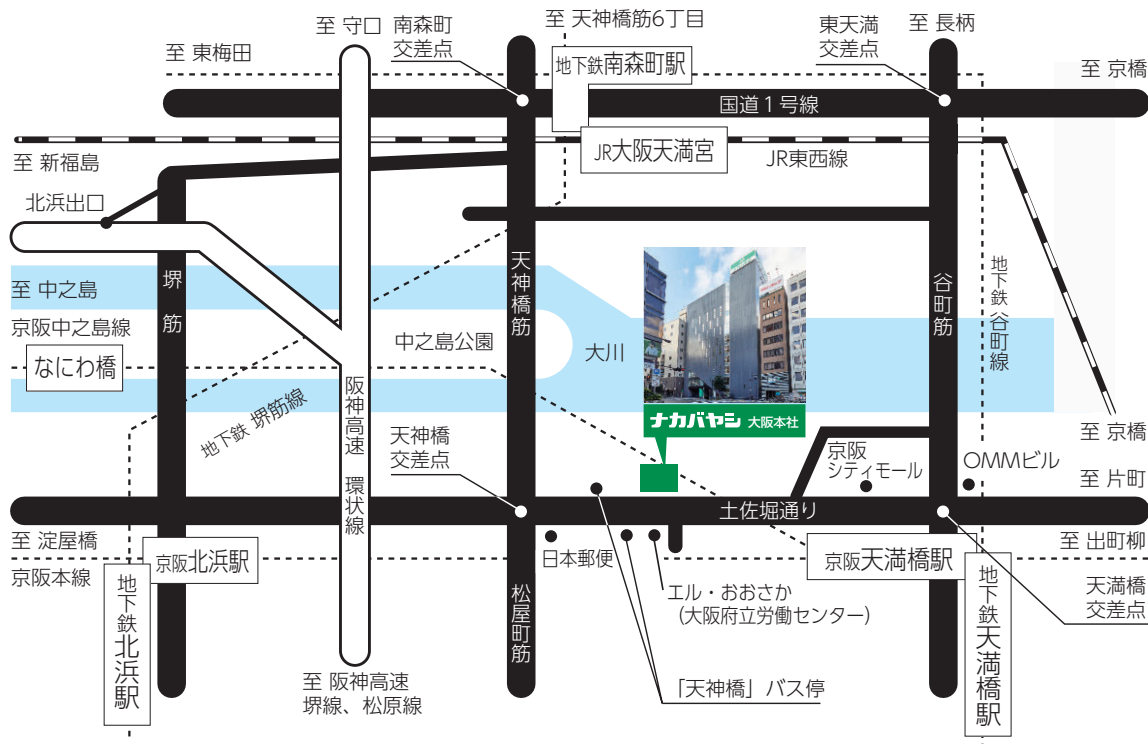 至 守口
南森町
交差点
至 天神橋筋6丁目
東天満
交差点
至 長柄
至 東梅田
地下鉄南森町駅
至 京橋
国道1号線
JR大阪天満宮
JR東西線
至 新福島
北浜出口
堺筋
天神橋筋
谷町筋
地下鉄谷町線
至 中之島
京阪中之島線
なにわ橋
中之島公園
大川
地下鉄 堺筋線
阪神高速 環状線
ナカバヤシ 大阪本社
天神橋
交差点
京阪
シティモール
OMMビル
至 京橋
至 片町
土佐堀通り
至 淀屋橋
京阪本線
京阪北浜駅
地下鉄北浜駅
日本郵便
エル・おおさか
(大阪府立労働センター)
松屋町筋
京阪天満橋駅
地下鉄天満橋駅
至 出町柳
天満橋
交差点
至 阪神高速
堺線、松原線
「天神橋」バス停